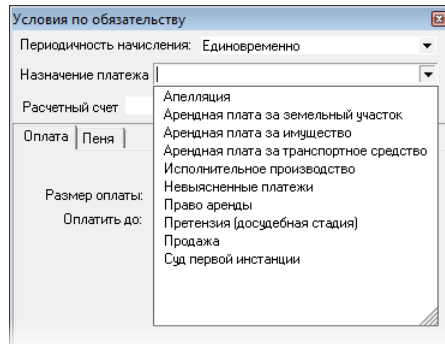 Условия по обязательству
Периодичность начисления: Единовременно
Назначение платежа
Расчетный счет
Апелляция
Арендная плата за земельный участок
Арендная плата за имущество
Арендная плата за транспортное средство
Исполнительное производство
Невыясненные платежи
Право аренды
Претензия (досудебная стадия)
Продажа
Суд первой инстанции
Оплата Пеня
Размер оплаты:
Оплатить до: